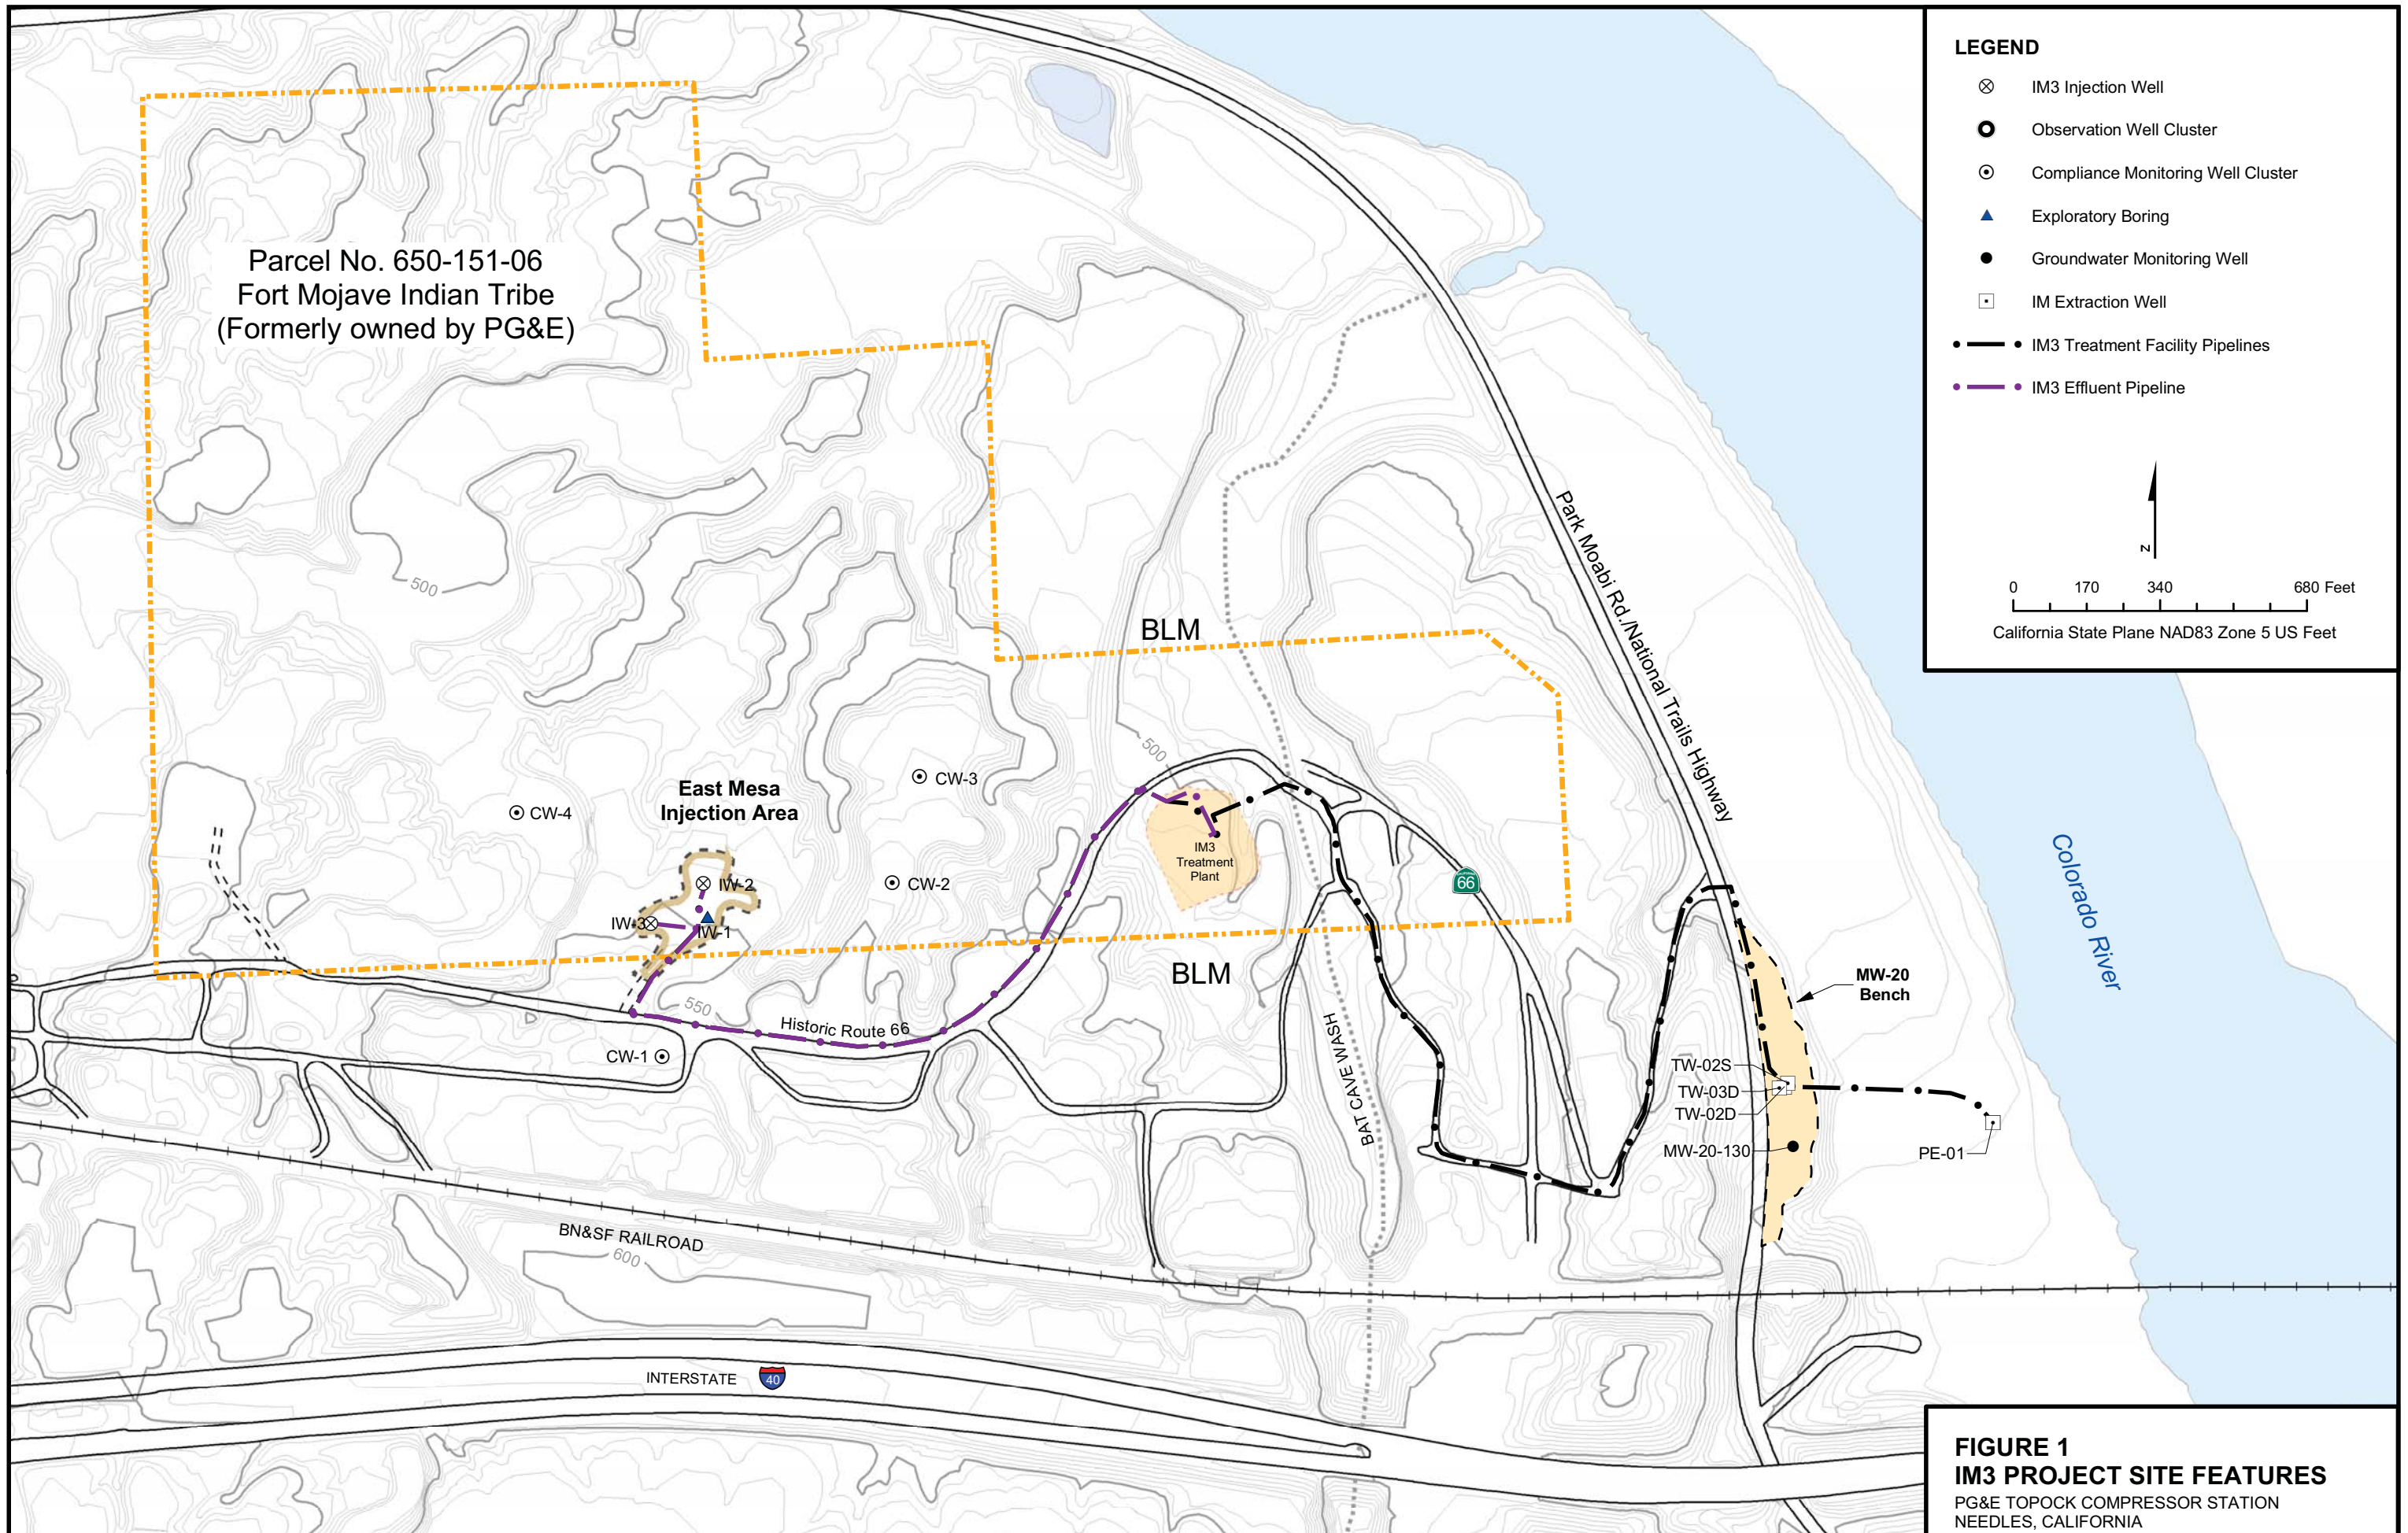 LEGEND
IM3 Injection Well
Observation Well Cluster
Compliance Monitoring Well Cluster
Exploratory Boring
Groundwater Monitoring Well
IM Extraction Well
IM3 Treatment Facility Pipelines
IM3 Effluent Pipeline
N
0 170 340 680 Feet
California State Plane NAD83 Zone 5 US Feet
Parcel No. 650-151-06
Fort Mojave Indian Tribe
(Formerly owned by PG&E)
Park Moabi Rd./National Trails Highway
500
BLM
500
CW-3
East Mesa
Injection Area
CW-4
IM3
Treatment
Plant
IW-2
CW-2
66
IW-3
IW-1
Colorado River
BLM
MW-20
Bench
550
Historic Route 66
CW-1
BAT CAVE WASH
TW-02S
TW-03D
TW-02D
MW-20-130
PE-01
BN&SF RAILROAD
600
INTERSTATE 40
FIGURE 1
IM3 PROJECT SITE FEATURES
PG&E TOPOCK COMPRESSOR STATION
NEEDLES, CALIFORNIA